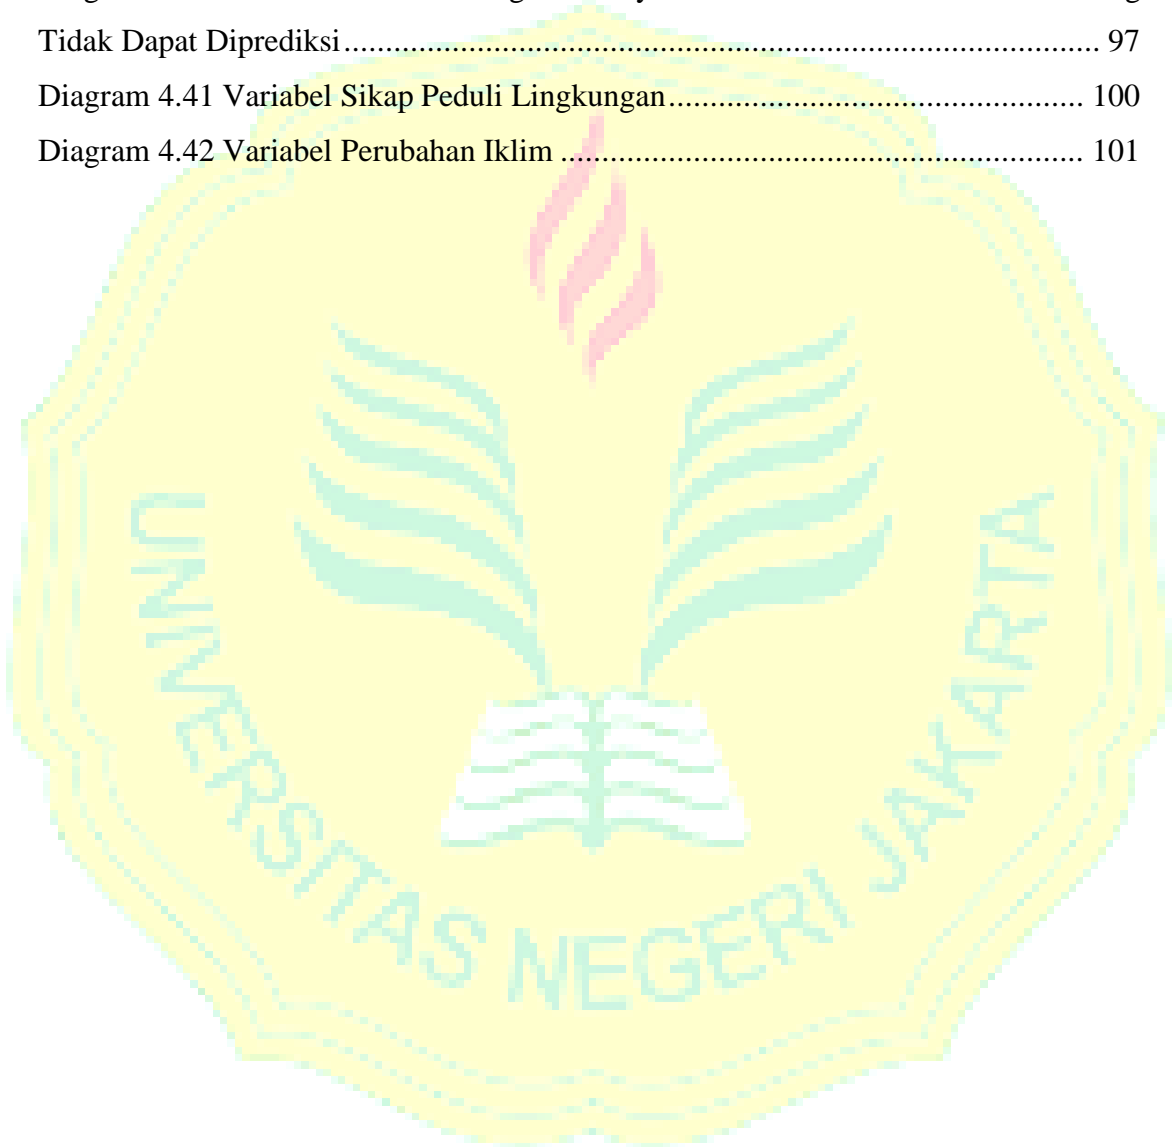 Tidak Dapat Diprediksi.............................................................................................. 97
Diagram 4.41 Variabel Sikap Peduli Lingkungan.................................................... 100
Diagram 4.42 Variabel Perubahan Iklim ................................................................. 101
UNIVERSITAS NEGERI JAKARTA